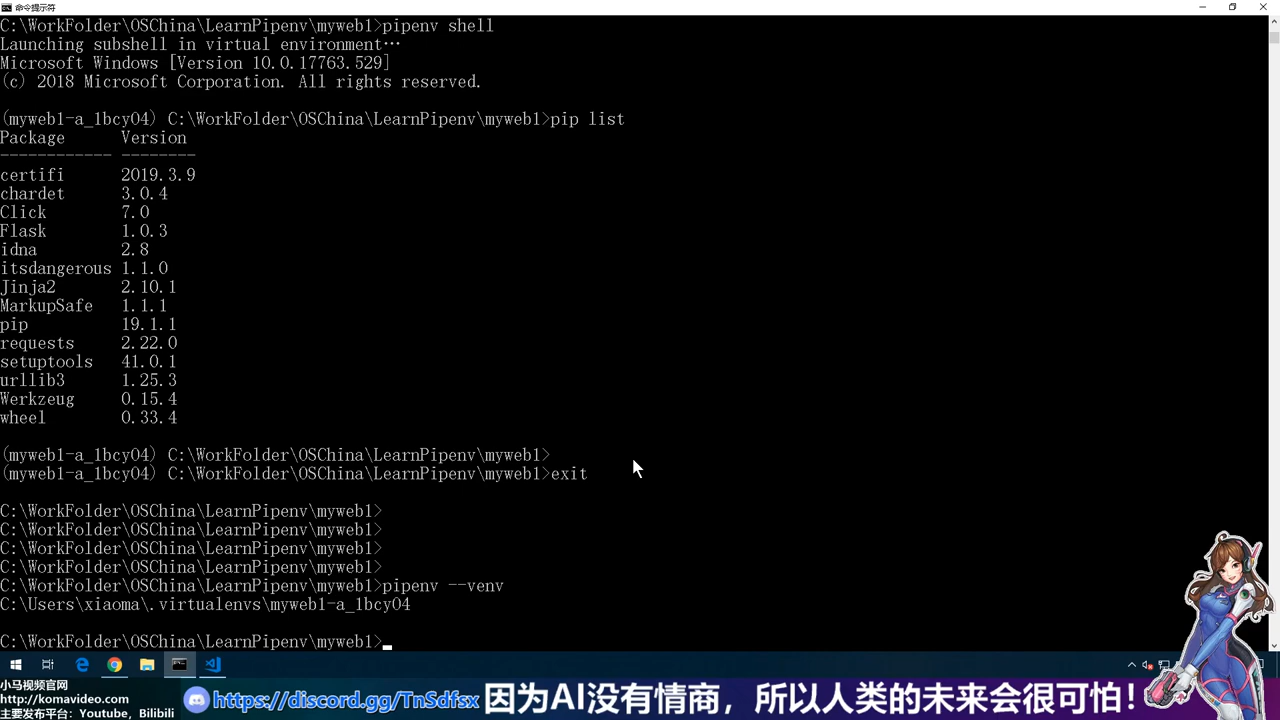 命令提示符
C:\WorkFolder\OSChina\LearnPipenv\myweb1>pipenv shell
Launching subshell in virtual environment…
Microsoft Windows [Version 10.0.17763.529]
(c) 2018 Microsoft Corporation. All rights reserved.
(myweb1-a_1bcyO4) C:\WorkFolder\OSChina\LearnPipenv\myweb1>pip list
Package Version
------------ --------
certifi 2019.3.9
chardet 3.0.4
Click 7.0
Flask 1.0.3
idna 2.8
itsdangerous 1.1.0
Jinja2 2.10.1
MarkupSafe 1.1.1
pip 19.1.1
requests 2.22.0
setuptools 41.0.1
urllib3 1.25.3
Werkzeug 0.15.4
wheel 0.33.4
(myweb1-a_1bcyO4) C:\WorkFolder\OSChina\LearnPipenv\myweb1>
(myweb1-a_1bcyO4) C:\WorkFolder\OSChina\LearnPipenv\myweb1>exit
C:\WorkFolder\OSChina\LearnPipenv\myweb1>
C:\WorkFolder\OSChina\LearnPipenv\myweb1>
C:\WorkFolder\OSChina\LearnPipenv\myweb1>
C:\WorkFolder\OSChina\LearnPipenv\myweb1>
C:\WorkFolder\OSChina\LearnPipenv\myweb1>pipenv --venv
C:\Users\xiaoma\.virtualenvs\myweb1-a_1bcyO4
C:\WorkFolder\OSChina\LearnPipenv\myweb1>
小马视频官网
http://komavideo.com
主要发布平台: Youtube, Bilibili
https://discord.gg/TnSdfsx 因为AI没有情商，所以人类的未来会很可怕！